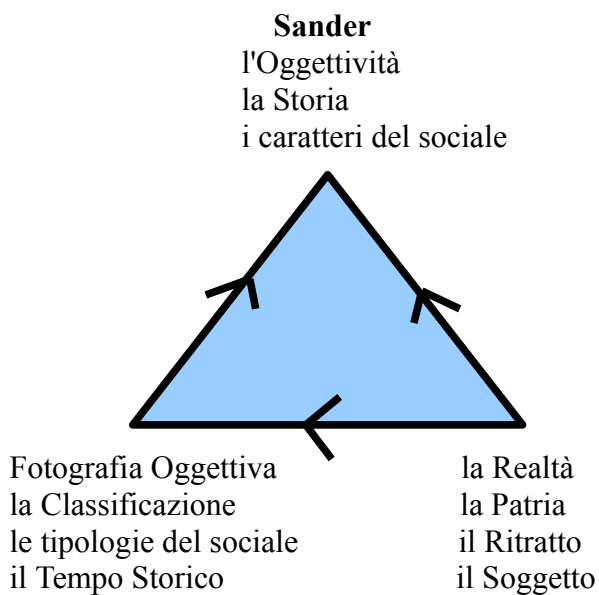 Sander
l'Oggettività
la Storia
i caratteri del sociale
Fotografia Oggettiva
la Classificazione
le tipologie del sociale
il Tempo Storico
la Realtà
la Patria
il Ritratto
il Soggetto